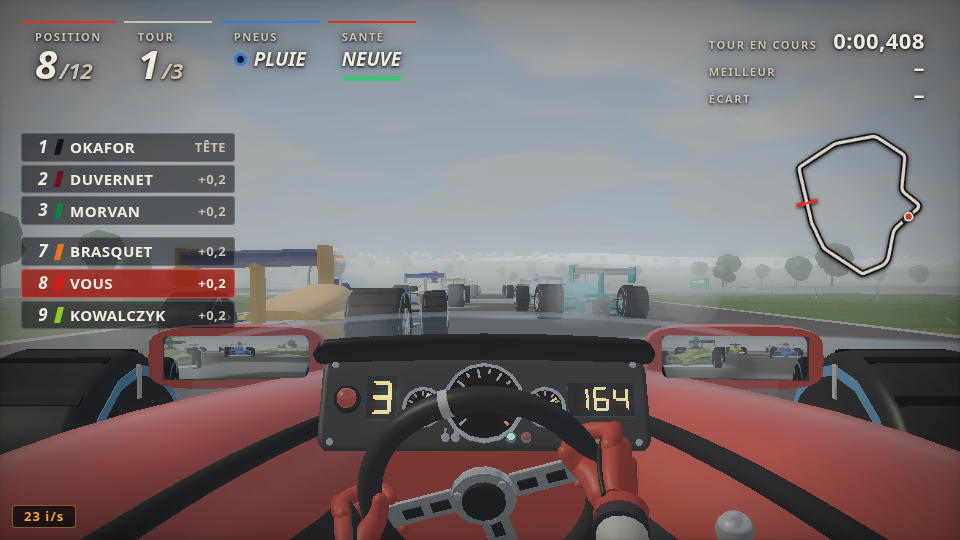 POSITION
8/12
TOUR
1/3
PNEUS
PLUIE
SANTÉ
NEUVE
TOUR EN COURS 0:00,408
MEILLEUR –
ÉCART –
1 OKAFOR TÊTE
2 DUVERNET +0,2
3 MORVAN +0,2
7 BRASQUET +0,2
8 VOUS +0,2
9 KOWALCZYK +0,2
3
164
23 i/s